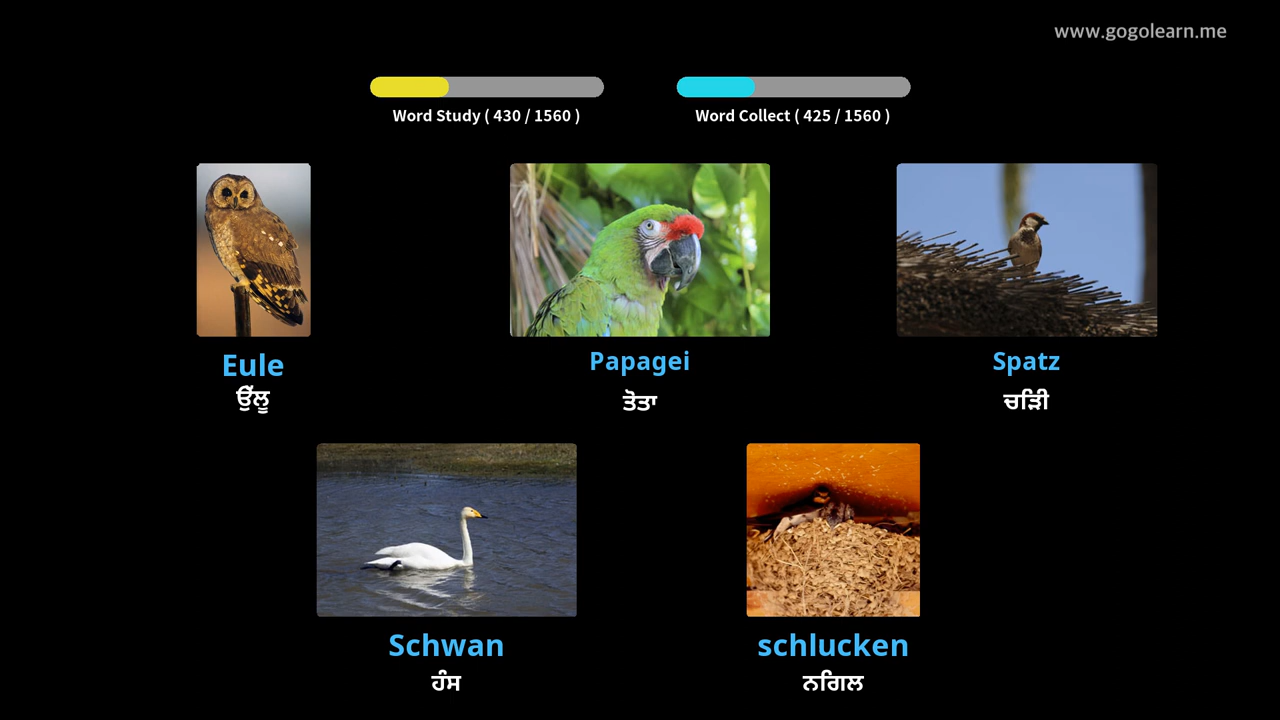 www.gogolearn.me
Word Study ( 430 / 1560 )
Word Collect ( 425 / 1560 )
Eule
ਉੱਲੂ
Papagei
ਤੋਤਾ
Spatz
ਚਿੜੀ
Schwan
ਹੰਸ
schlucken
ਨਿਗਲ